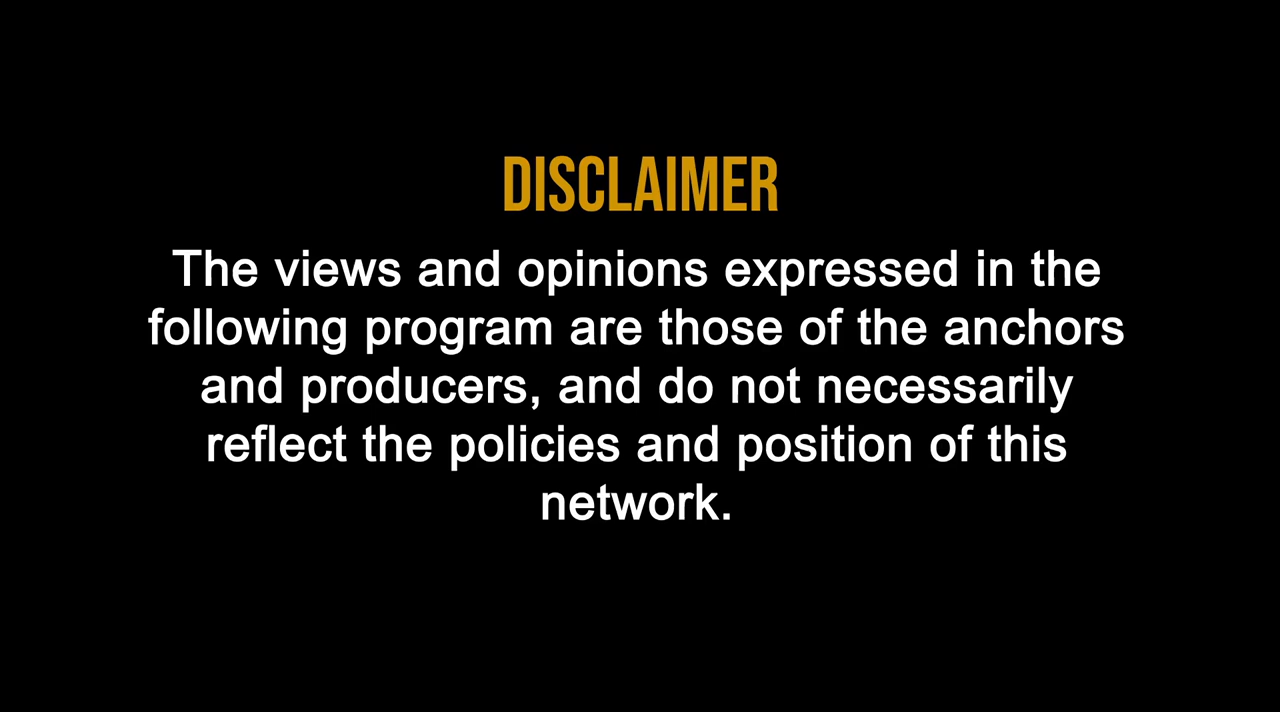 DISCLAIMER
The views and opinions expressed in the
following program are those of the anchors
and producers, and do not necessarily
reflect the policies and position of this
network.